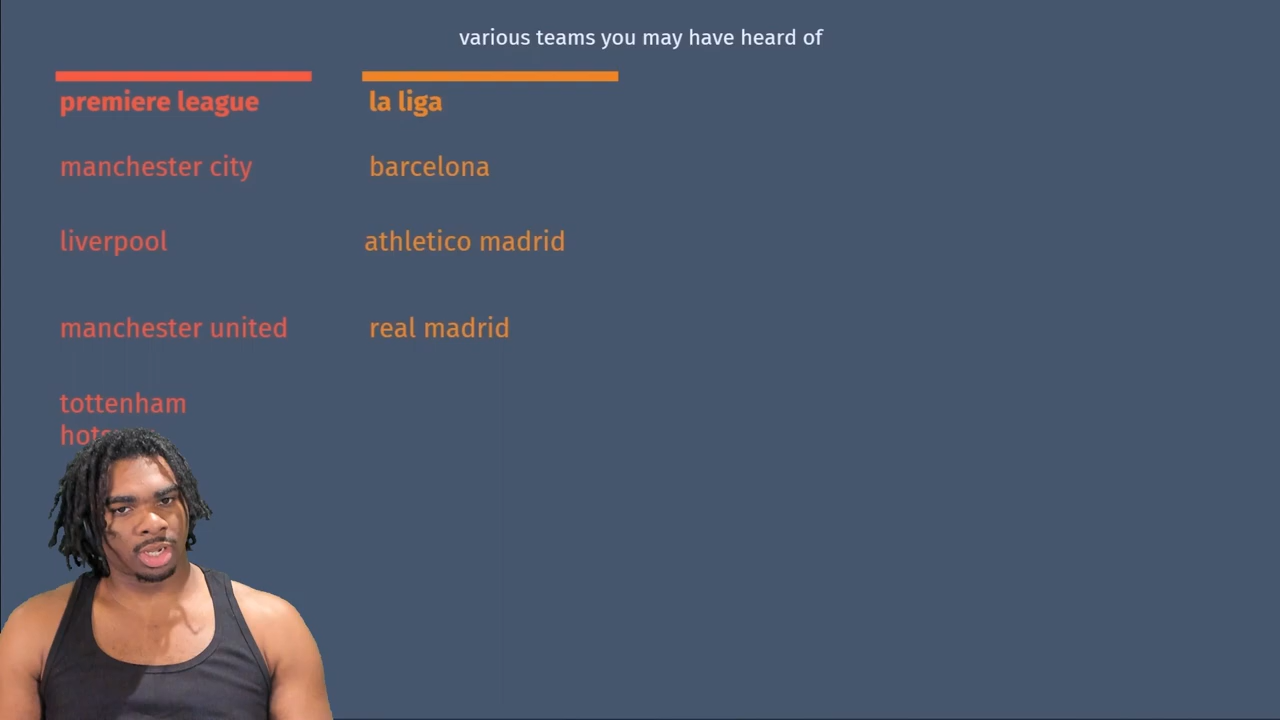 various teams you may have heard of
premiere league
manchester city
liverpool
manchester united
tottenham
la liga
barcelona
athletico madrid
real madrid